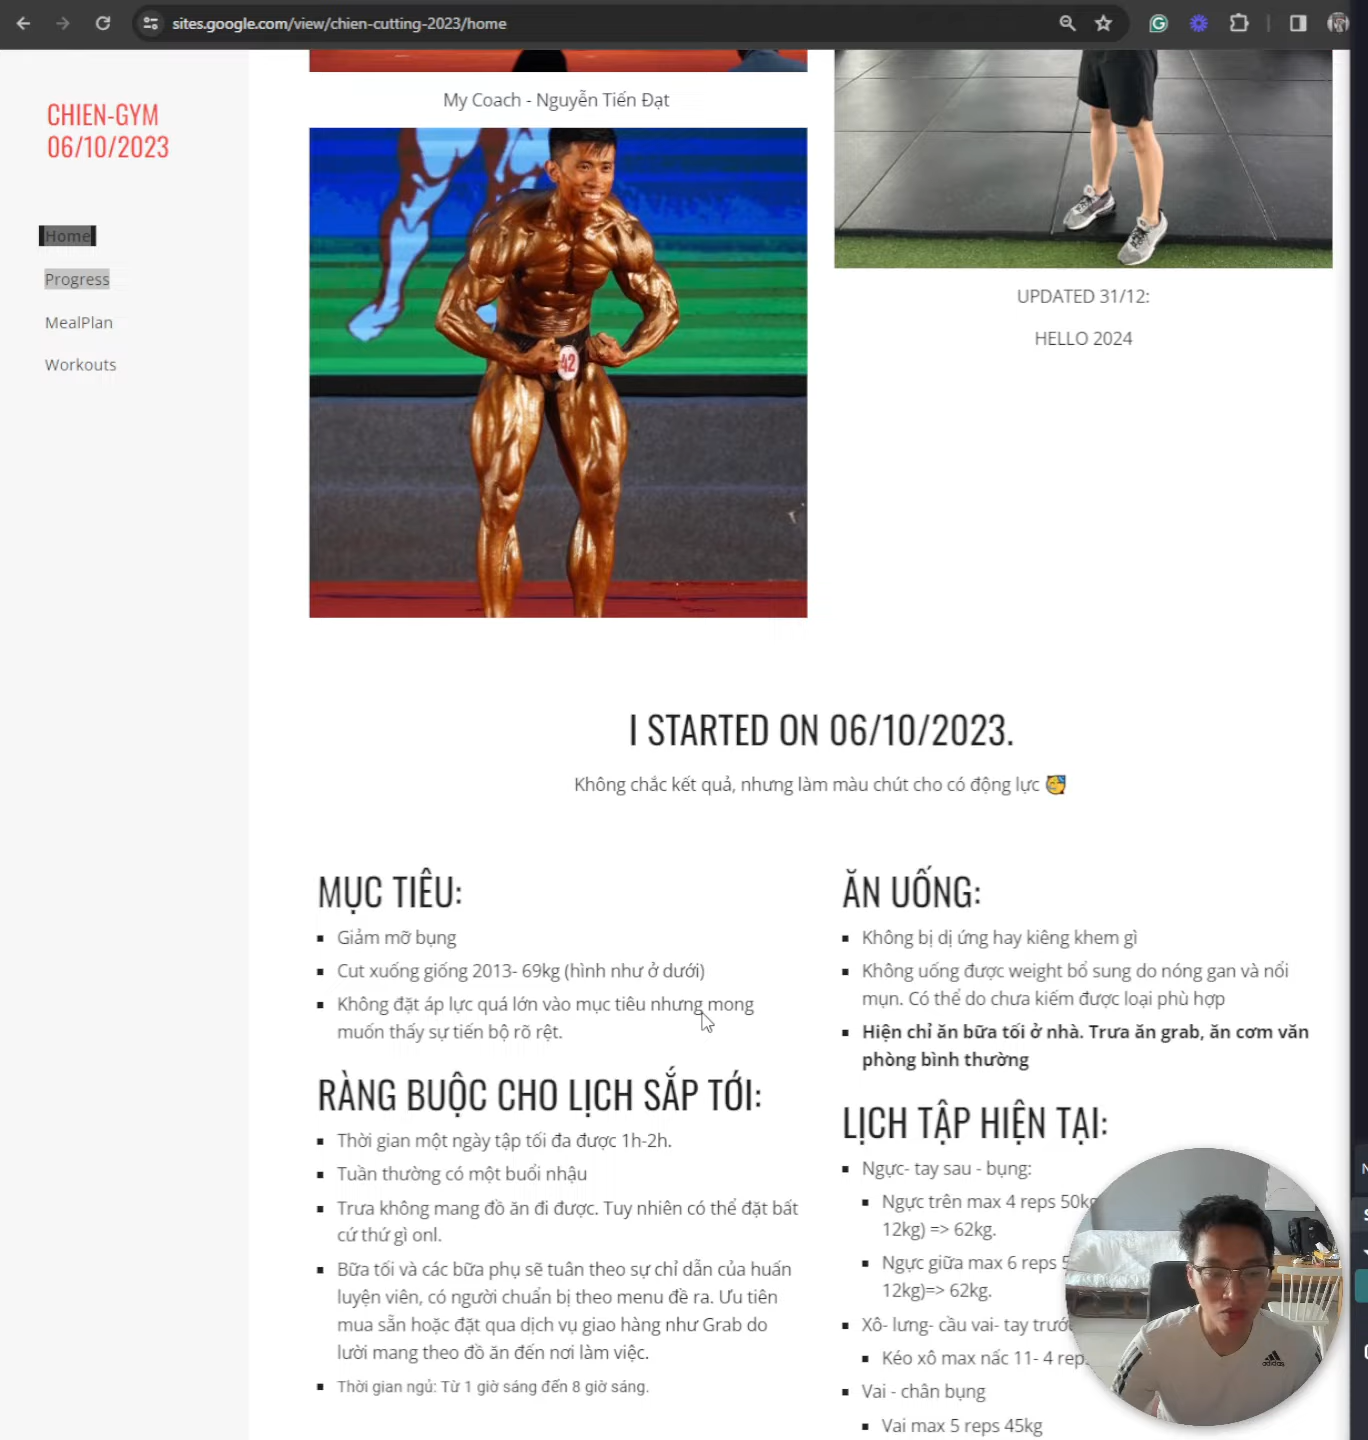 sites.google.com/view/chien-cutting-2023/home
CHIEN-GYM
06/10/2023
Home
Progress
MealPlan
Workouts
My Coach - Nguyễn Tiến Đạt
42
UPDATED 31/12:
HELLO 2024
I STARTED ON 06/10/2023.
Không chắc kết quả, nhưng làm màu chút cho có động lực 🥳
MỤC TIÊU:
Giảm mỡ bụng
Cut xuống giống 2013- 69kg (hình như ở dưới)
Không đặt áp lực quá lớn vào mục tiêu nhưng mong
muốn thấy sự tiến bộ rõ rệt.
RÀNG BUỘC CHO LỊCH SẮP TỚI:
Thời gian một ngày tập tối đa được 1h-2h.
Tuần thường có một buổi nhậu
Trưa không mang đồ ăn đi được. Tuy nhiên có thể đặt bất
cứ thứ gì onl.
Bữa tối và các bữa phụ sẽ tuân theo sự chỉ dẫn của huấn
luyện viên, có người chuẩn bị theo menu đề ra. Ưu tiên
mua sẵn hoặc đặt qua dịch vụ giao hàng như Grab do
lười mang theo đồ ăn đến nơi làm việc.
Thời gian ngủ: Từ 1 giờ sáng đến 8 giờ sáng.
ĂN UỐNG:
Không bị dị ứng hay kiêng khem gì
Không uống được weight bổ sung do nóng gan và nổi
mụn. Có thể do chưa kiếm được loại phù hợp
Hiện chỉ ăn bữa tối ở nhà. Trưa ăn grab, ăn cơm văn
phòng bình thường
LỊCH TẬP HIỆN TẠI:
Ngực- tay sau - bụng:
Ngực trên max 4 reps 50kg
12kg) => 62kg.
Ngực giữa max 6 reps 5
12kg)=> 62kg.
Xô- lưng- cầu vai- tay trước
Kéo xô max nấc 11- 4 rep
Vai - chân bụng
Vai max 5 reps 45kg
adidas